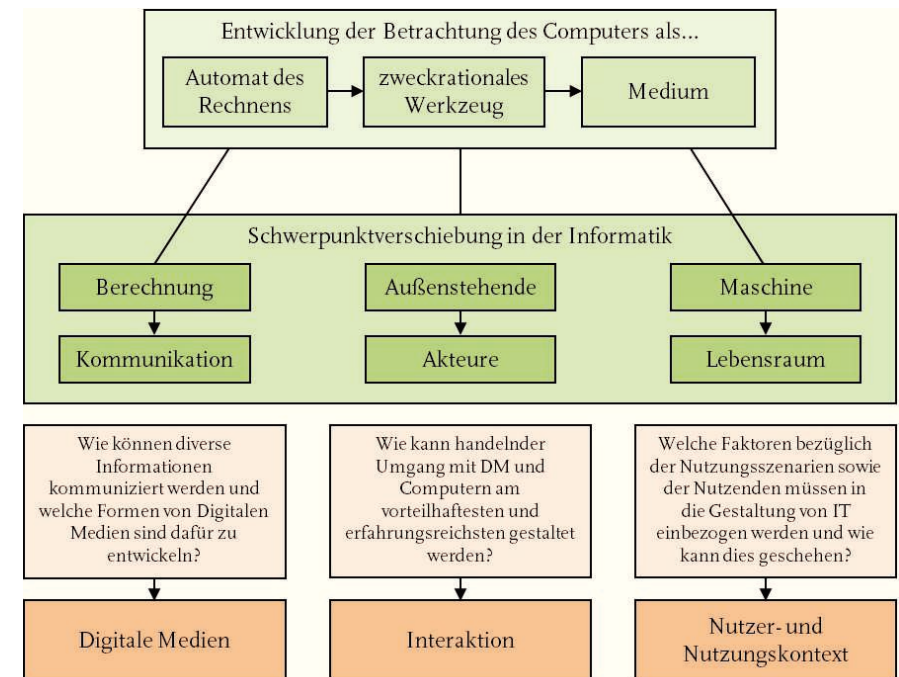 Entwicklung der Betrachtung des Computers als...
Automat des
Rechnens
zweckrationales
Werkzeug
Medium
Schwerpunktverschiebung in der Informatik
Berechnung
Außenstehende
Maschine
Kommunikation
Akteure
Lebensraum
Wie können diverse
Informationen
kommuniziert werden und
welche Formen von Digitalen
Medien sind dafür zu
entwickeln?
Wie kann handelnder
Umgang mit DM und
Computern am
vorteilhaftesten und
erfahrungsreichsten gestaltet
werden?
Welche Faktoren bezüglich
der Nutzungsszenarien sowie
der Nutzenden müssen in
die Gestaltung von IT
einbezogen werden und wie
kann dies geschehen?
Digitale Medien
Interaktion
Nutzer- und
Nutzungskontext